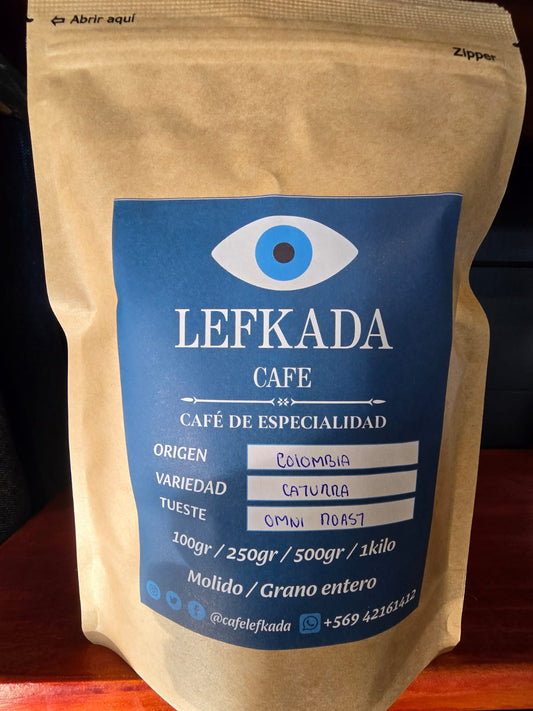 ⇦ Abrir aquí
Zipper
LEFKADA
CAFE
CAFÉ DE ESPECIALIDAD
ORIGEN COLOMBIA
VARIEDAD CATURRA
TUESTE OMNI ROAST
100gr / 250gr / 500gr / 1kilo
Molido / Grano entero
@cafelefkada +569 42161412